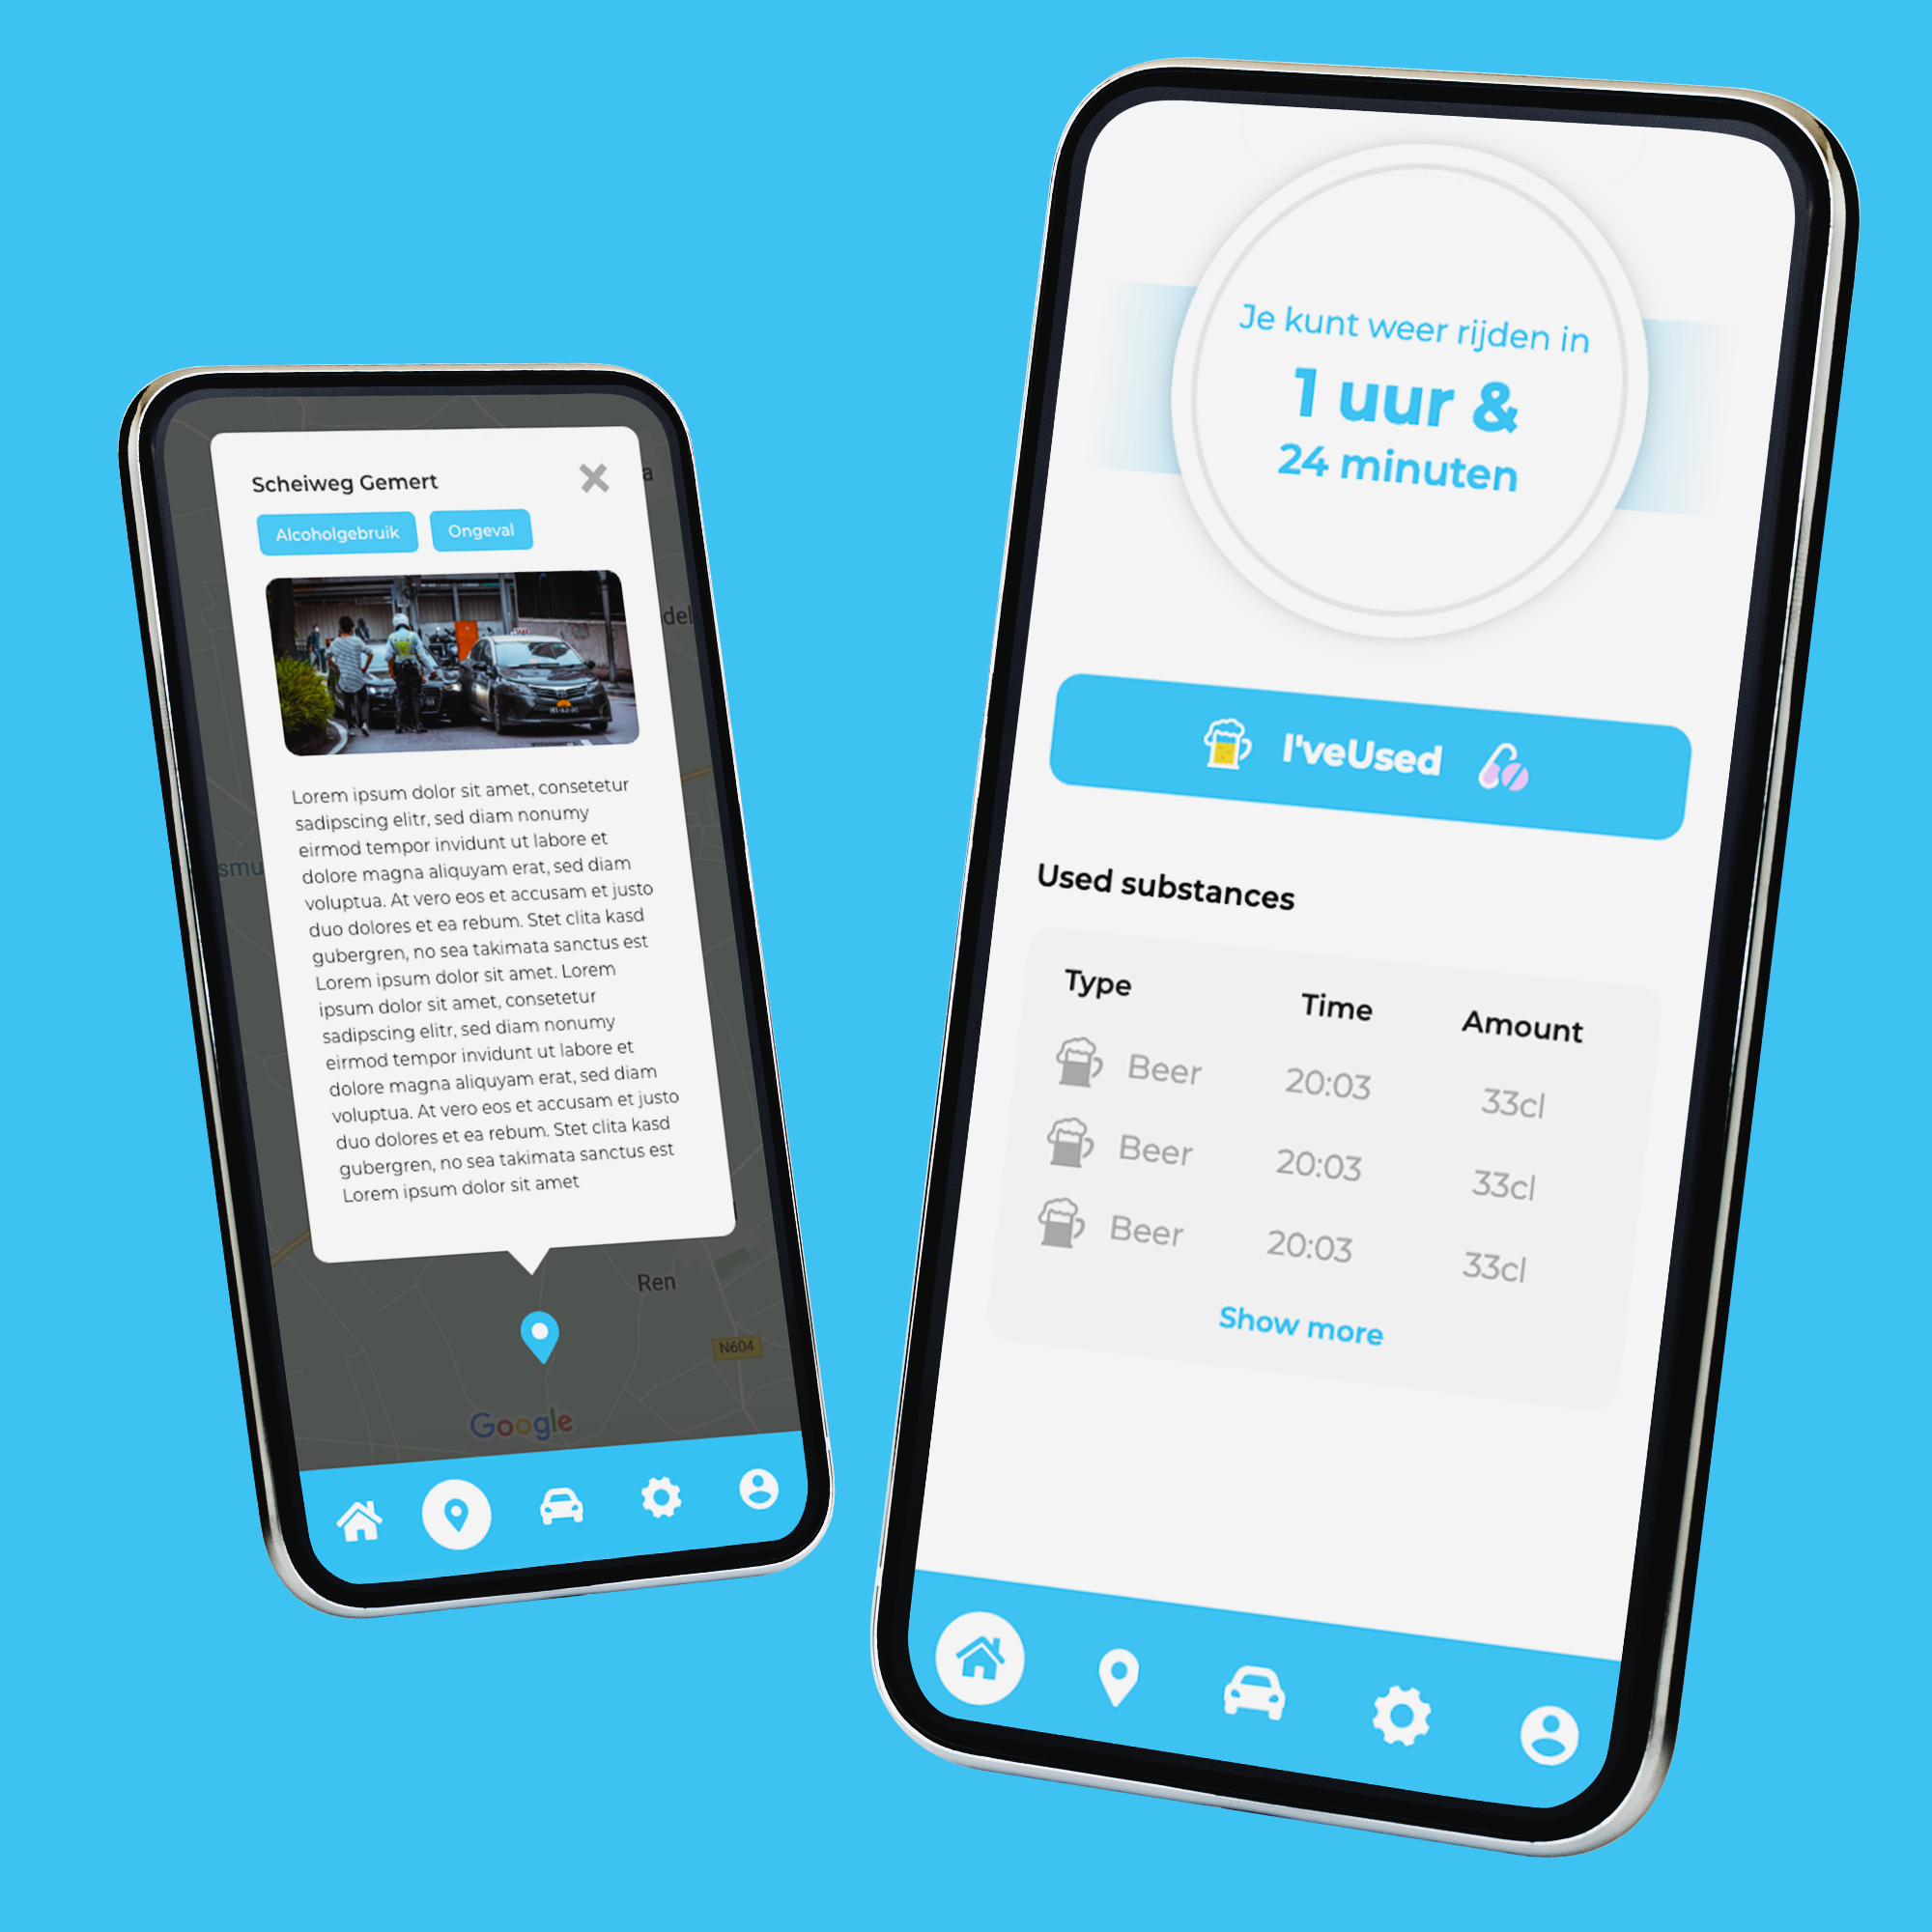 Scheiweg Gemert
Alcoholgebruik
Ongeval
Lorem ipsum dolor sit amet, consetetur
sadipscing elitr, sed diam nonumy
eirmod tempor invidunt ut labore et
dolore magna aliquyam erat, sed diam
voluptua. At vero eos et accusam et justo
duo dolores et ea rebum. Stet clita kasd
gubergren, no sea takimata sanctus est
Lorem ipsum dolor sit amet. Lorem
ipsum dolor sit amet, consetetur
sadipscing elitr, sed diam nonumy
eirmod tempor invidunt ut labore et
dolore magna aliquyam erat, sed diam
voluptua. At vero eos et accusam et justo
duo dolores et ea rebum. Stet clita kasd
gubergren, no sea takimata sanctus est
Lorem ipsum dolor sit amet
a
del
smu
Ren
N604
Google
Je kunt weer rijden in
1 uur &
24 minuten
I'veUsed
Used substances
Type Time Amount
Beer 20:03 33cl
Beer 20:03 33cl
Beer 20:03 33cl
Show more